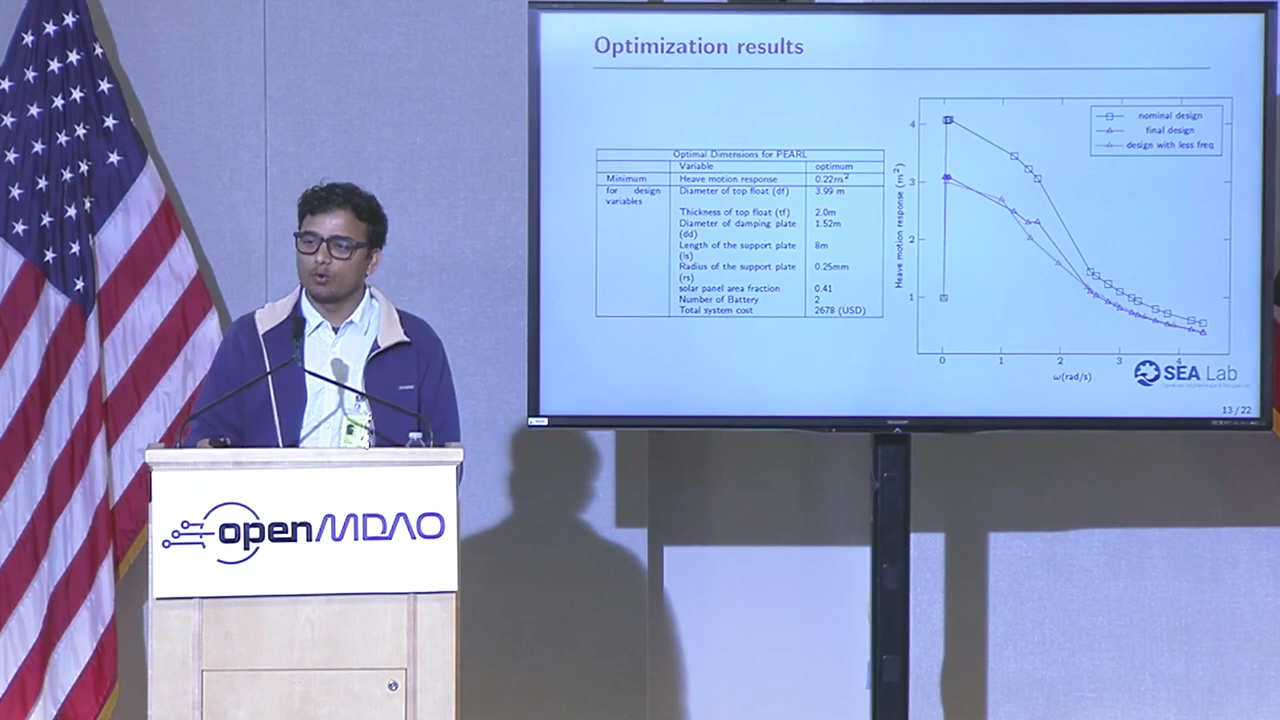 Optimization results
Optimal Dimensions for PEARL
Variable optimum
Minimum Heave motion response 0.22m²
for design variables Diameter of top float (df) 3.99 m
Thickness of top float (tf) 2.0m
Diameter of damping plate (dd) 1.52m
Length of the support plate (ls) 8m
Radius of the support plate (rs) 0.25mm
solar panel area fraction 0.41
Number of Battery 2
Total system cost 2678 (USD)
nominal design
final design
design with less freq
Heave motion response (m²)
4
3
2
1
0 1 2 3 4
ω(rad/s)
SEA Lab
13 / 22
openMDAO